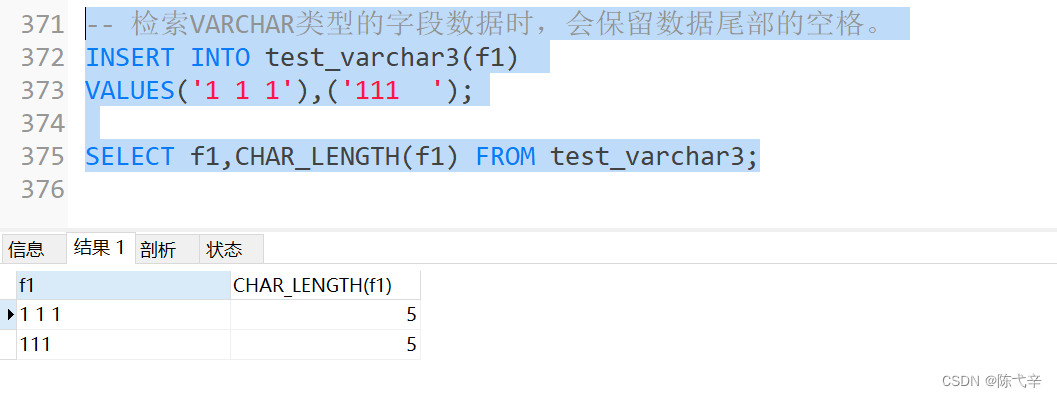 371 -- 检索VARCHAR类型的字段数据时，会保留数据尾部的空格。
372 INSERT INTO test_varchar3(f1)
373 VALUES('1 1 1'),('111  ');
374
375 SELECT f1,CHAR_LENGTH(f1) FROM test_varchar3;
376
信息 结果 1 剖析 状态
f1 CHAR_LENGTH(f1)
1 1 1 5
111 5
CSDN @陈弋辛